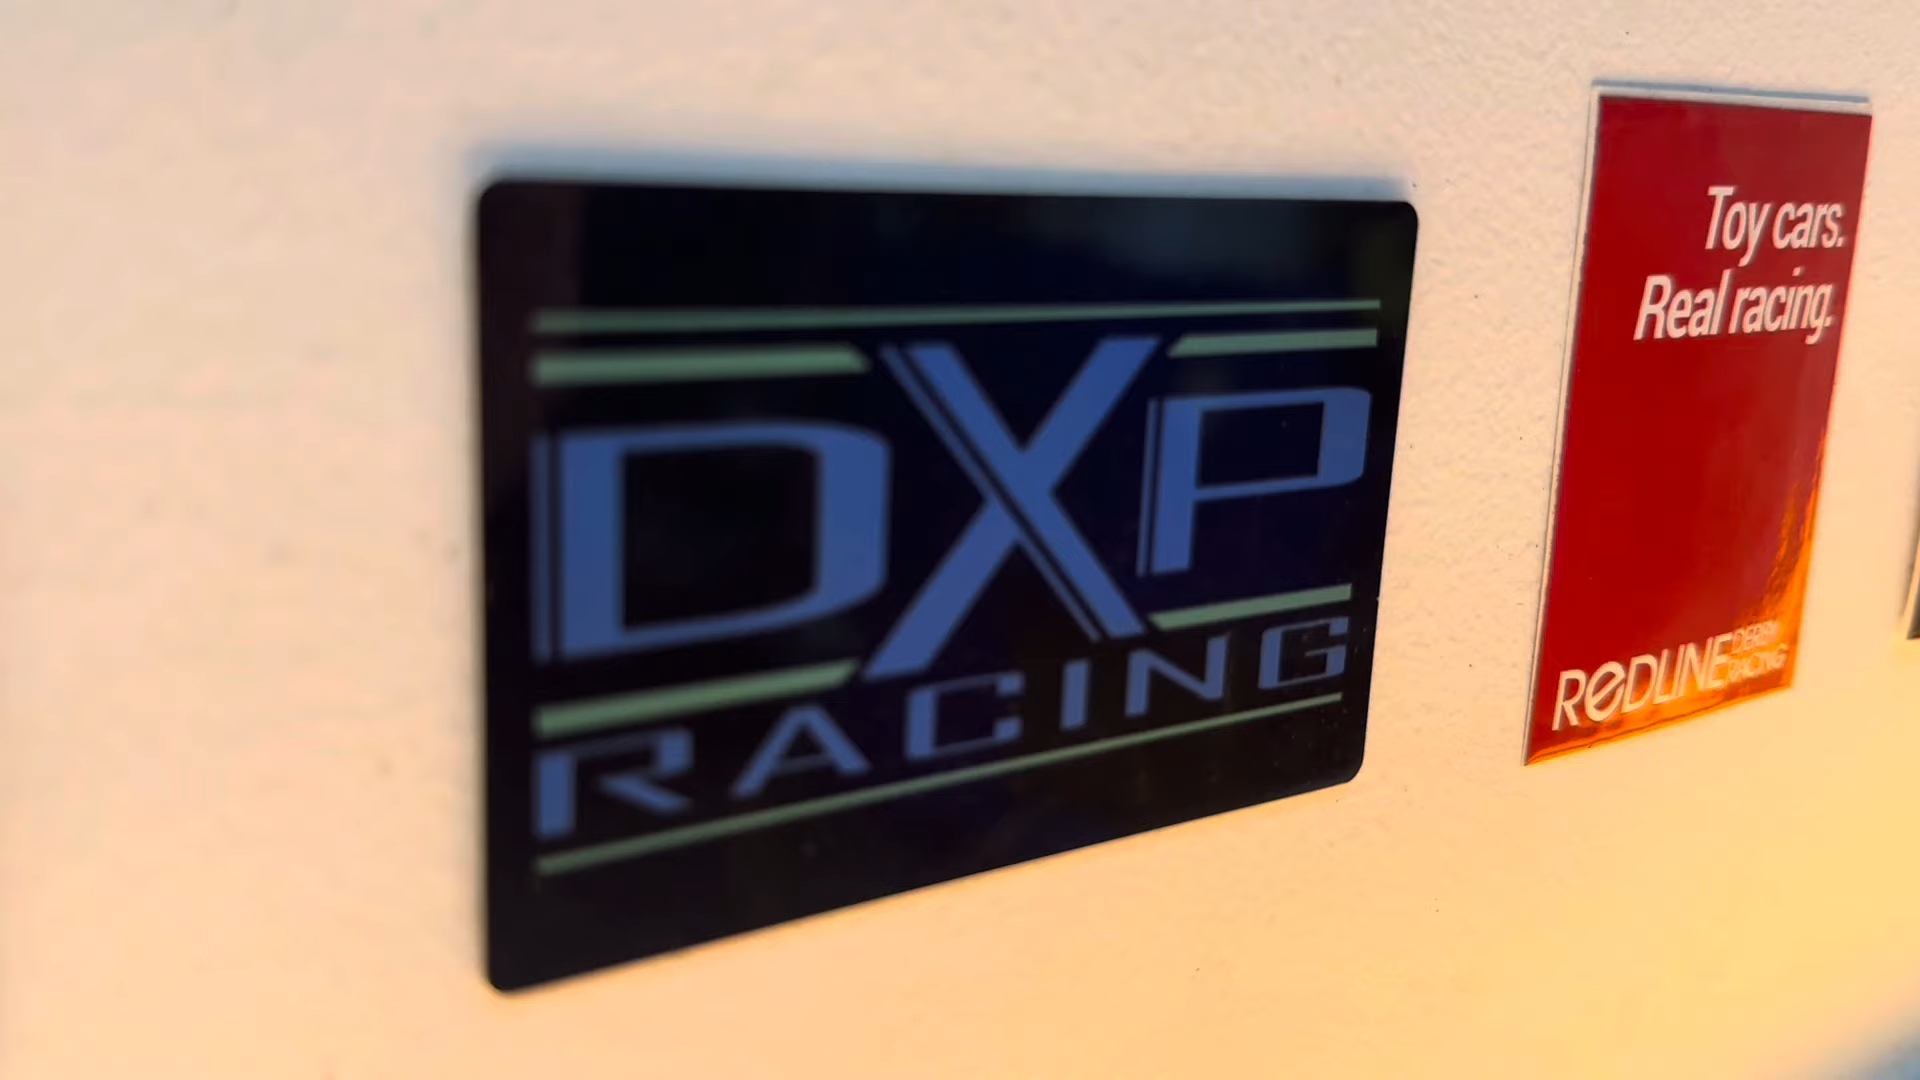 DXP
RACING
Toy cars.
Real racing.
REDLINE
DERBY
RACING